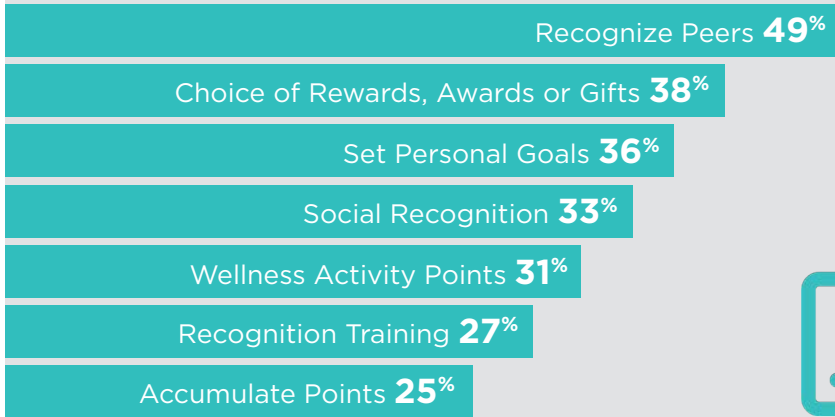 Recognize Peers 49%
Choice of Rewards, Awards or Gifts 38%
Set Personal Goals 36%
Social Recognition 33%
Wellness Activity Points 31%
Recognition Training 27%
Accumulate Points 25%